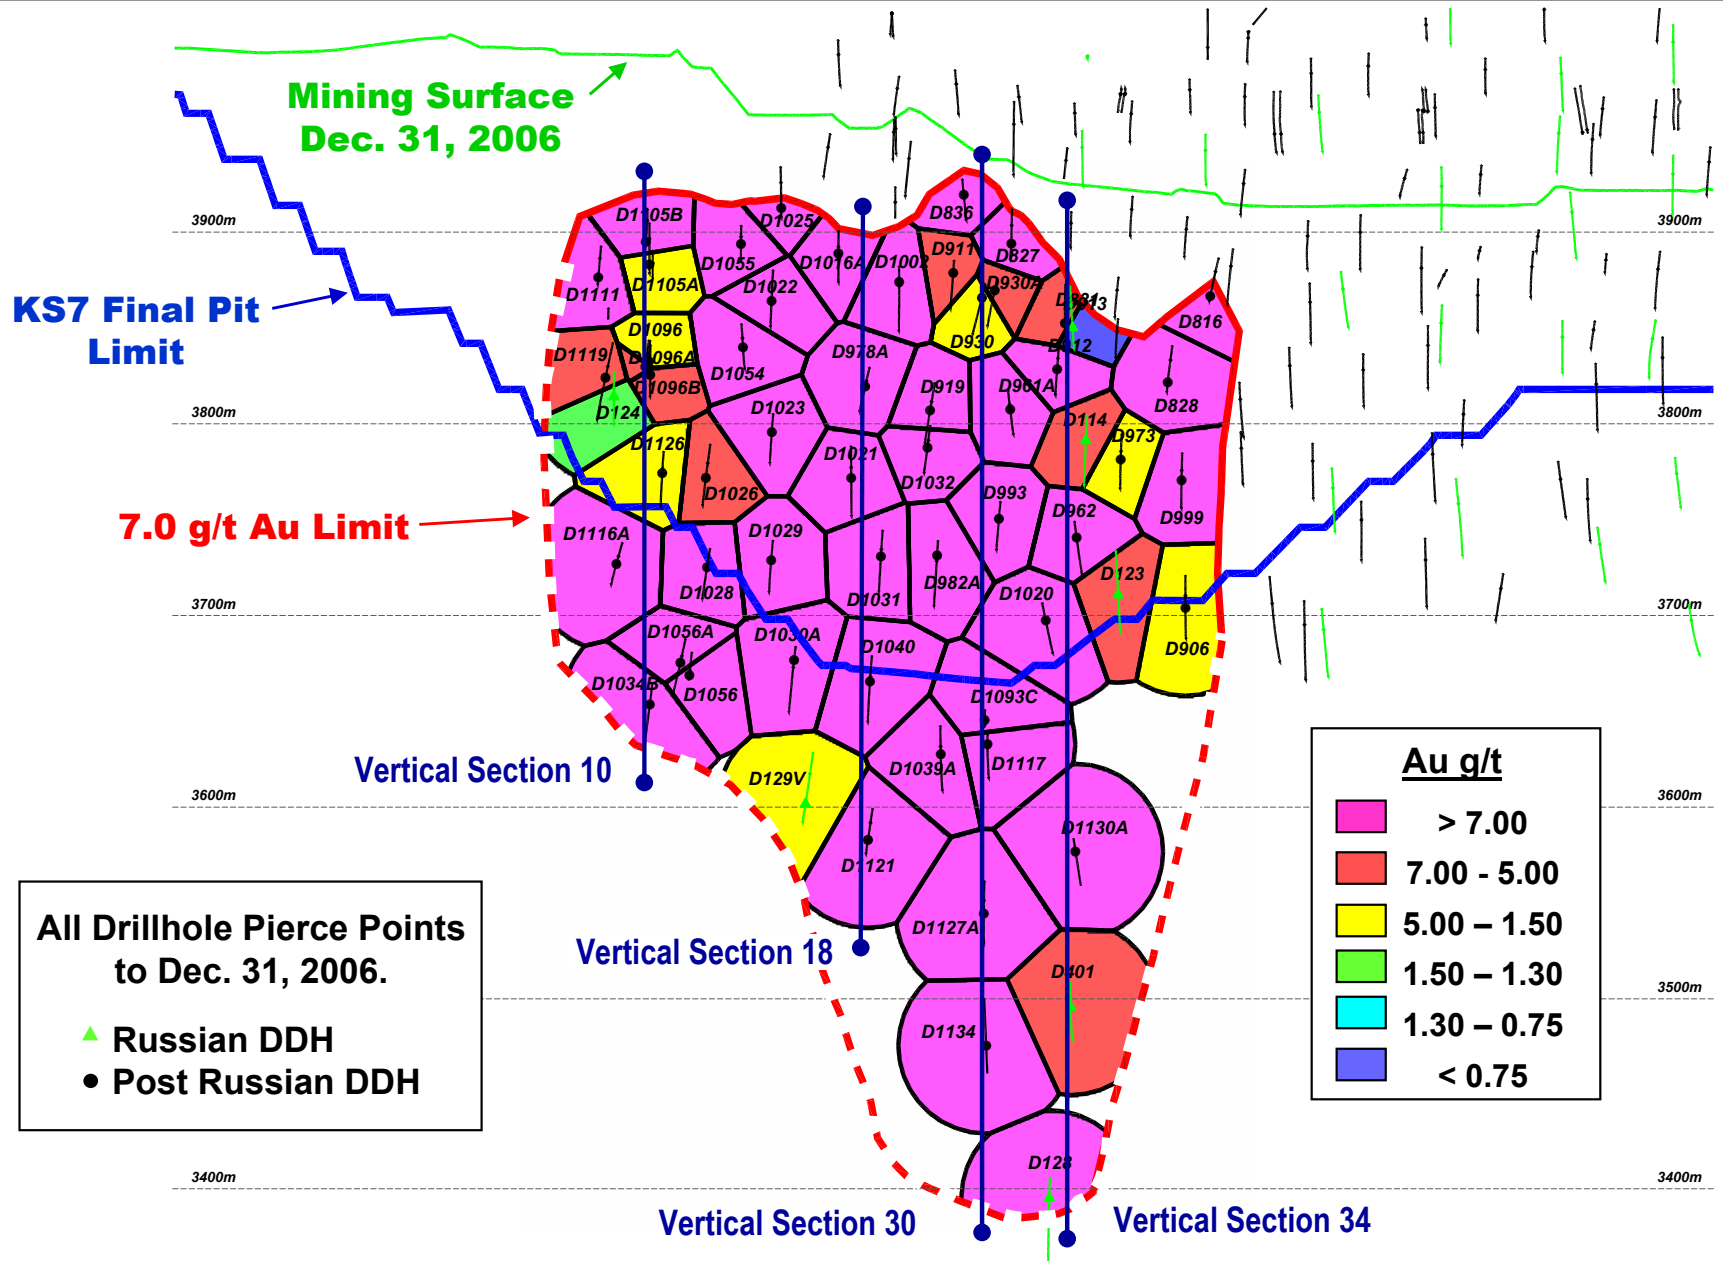 Mining Surface
Dec. 31, 2006
KS7 Final Pit
Limit
7.0 g/t Au Limit
3900m
3900m
3800m
3800m
3700m
3700m
3600m
3600m
3500m
3500m
3400m
3400m
D1105B
D1025
D836
D911
D827
D1055
D1016A
D1002
D1111
D1105A
D1022
D930A
D816
D1096
D930
D912
D1119
D1096A
D978A
D1054
D1096B
D919
D961A
D828
D124
D1023
D114
D973
D1126
D1021
D1026
D1032
D993
D962
D999
D1116A
D1029
D123
D1028
D1031
D982A
D1020
D1056A
D1030A
D1040
D906
D1034B
D1056
D1093C
D129V
D1039A
D1117
D1130A
D1121
D1127A
D401
D1134
D128
Vertical Section 10
Vertical Section 18
Vertical Section 30
Vertical Section 34
All Drillhole Pierce Points
to Dec. 31, 2006.
Russian DDH
Post Russian DDH
Au g/t
> 7.00
7.00 - 5.00
5.00 – 1.50
1.50 – 1.30
1.30 – 0.75
< 0.75